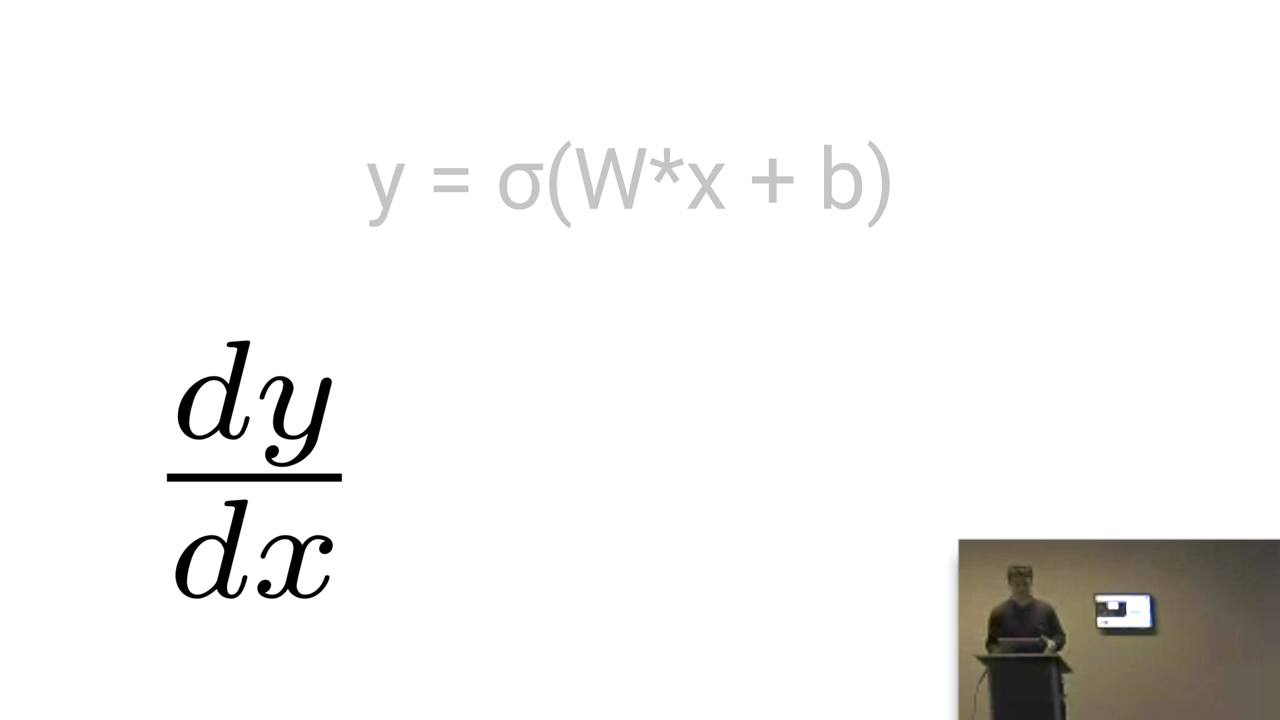 y = σ(W*x + b)
dy
dx